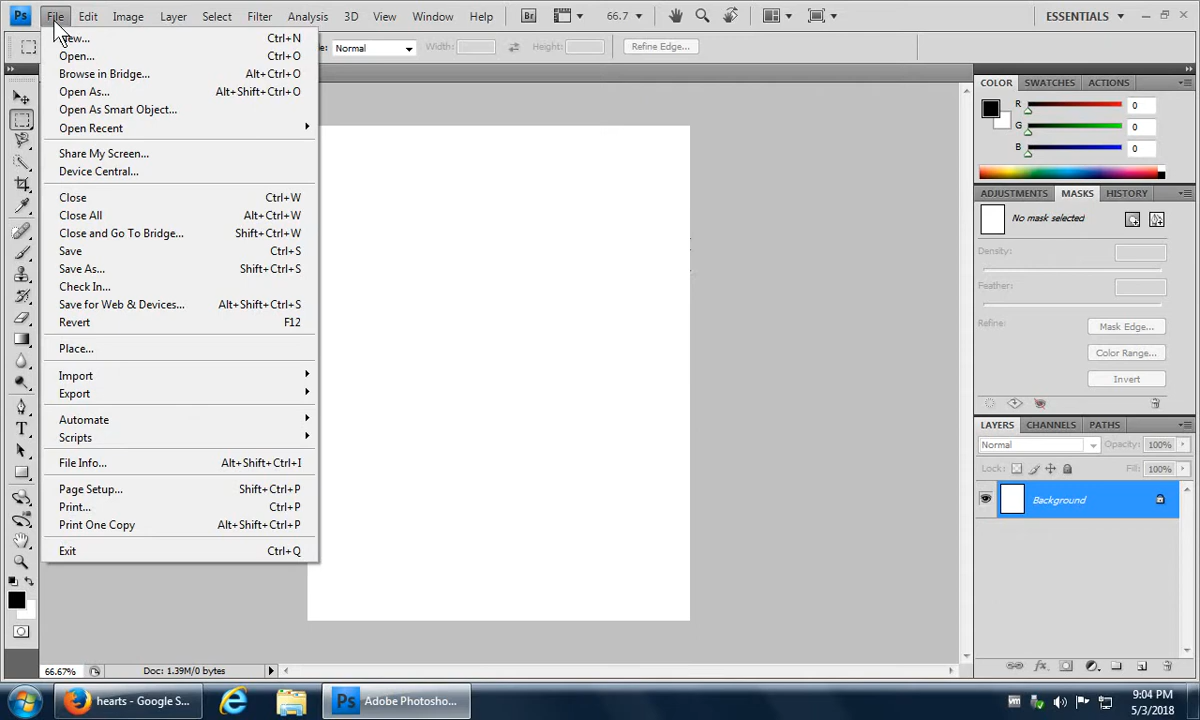 Ps File Edit Image Layer Select Filter Analysis 3D View Window Help Br 66.7 ESSENTIALS
Normal Width: Height: Refine Edge...
Ctrl+N
Open... Ctrl+O
Browse in Bridge... Alt+Ctrl+O
Open As... Alt+Shift+Ctrl+O
Open As Smart Object...
Open Recent
Share My Screen...
Device Central...
Close Ctrl+W
Close All Alt+Ctrl+W
Close and Go To Bridge... Shift+Ctrl+W
Save Ctrl+S
Save As... Shift+Ctrl+S
Check In...
Save for Web & Devices... Alt+Shift+Ctrl+S
Revert F12
Place...
Import
Export
Automate
Scripts
File Info... Alt+Shift+Ctrl+I
Page Setup... Shift+Ctrl+P
Print... Ctrl+P
Print One Copy Alt+Shift+Ctrl+P
Exit Ctrl+Q
COLOR SWATCHES ACTIONS
R 0
G 0
B 0
ADJUSTMENTS MASKS HISTORY
No mask selected
Density:
Feather:
Refine: Mask Edge...
Color Range...
Invert
LAYERS CHANNELS PATHS
Normal Opacity: 100%
Lock: Fill: 100%
Background
66.67% Doc: 1.39M/0 bytes
hearts - Google S...
Ps Adobe Photosho...
vm
9:04 PM
5/3/2018